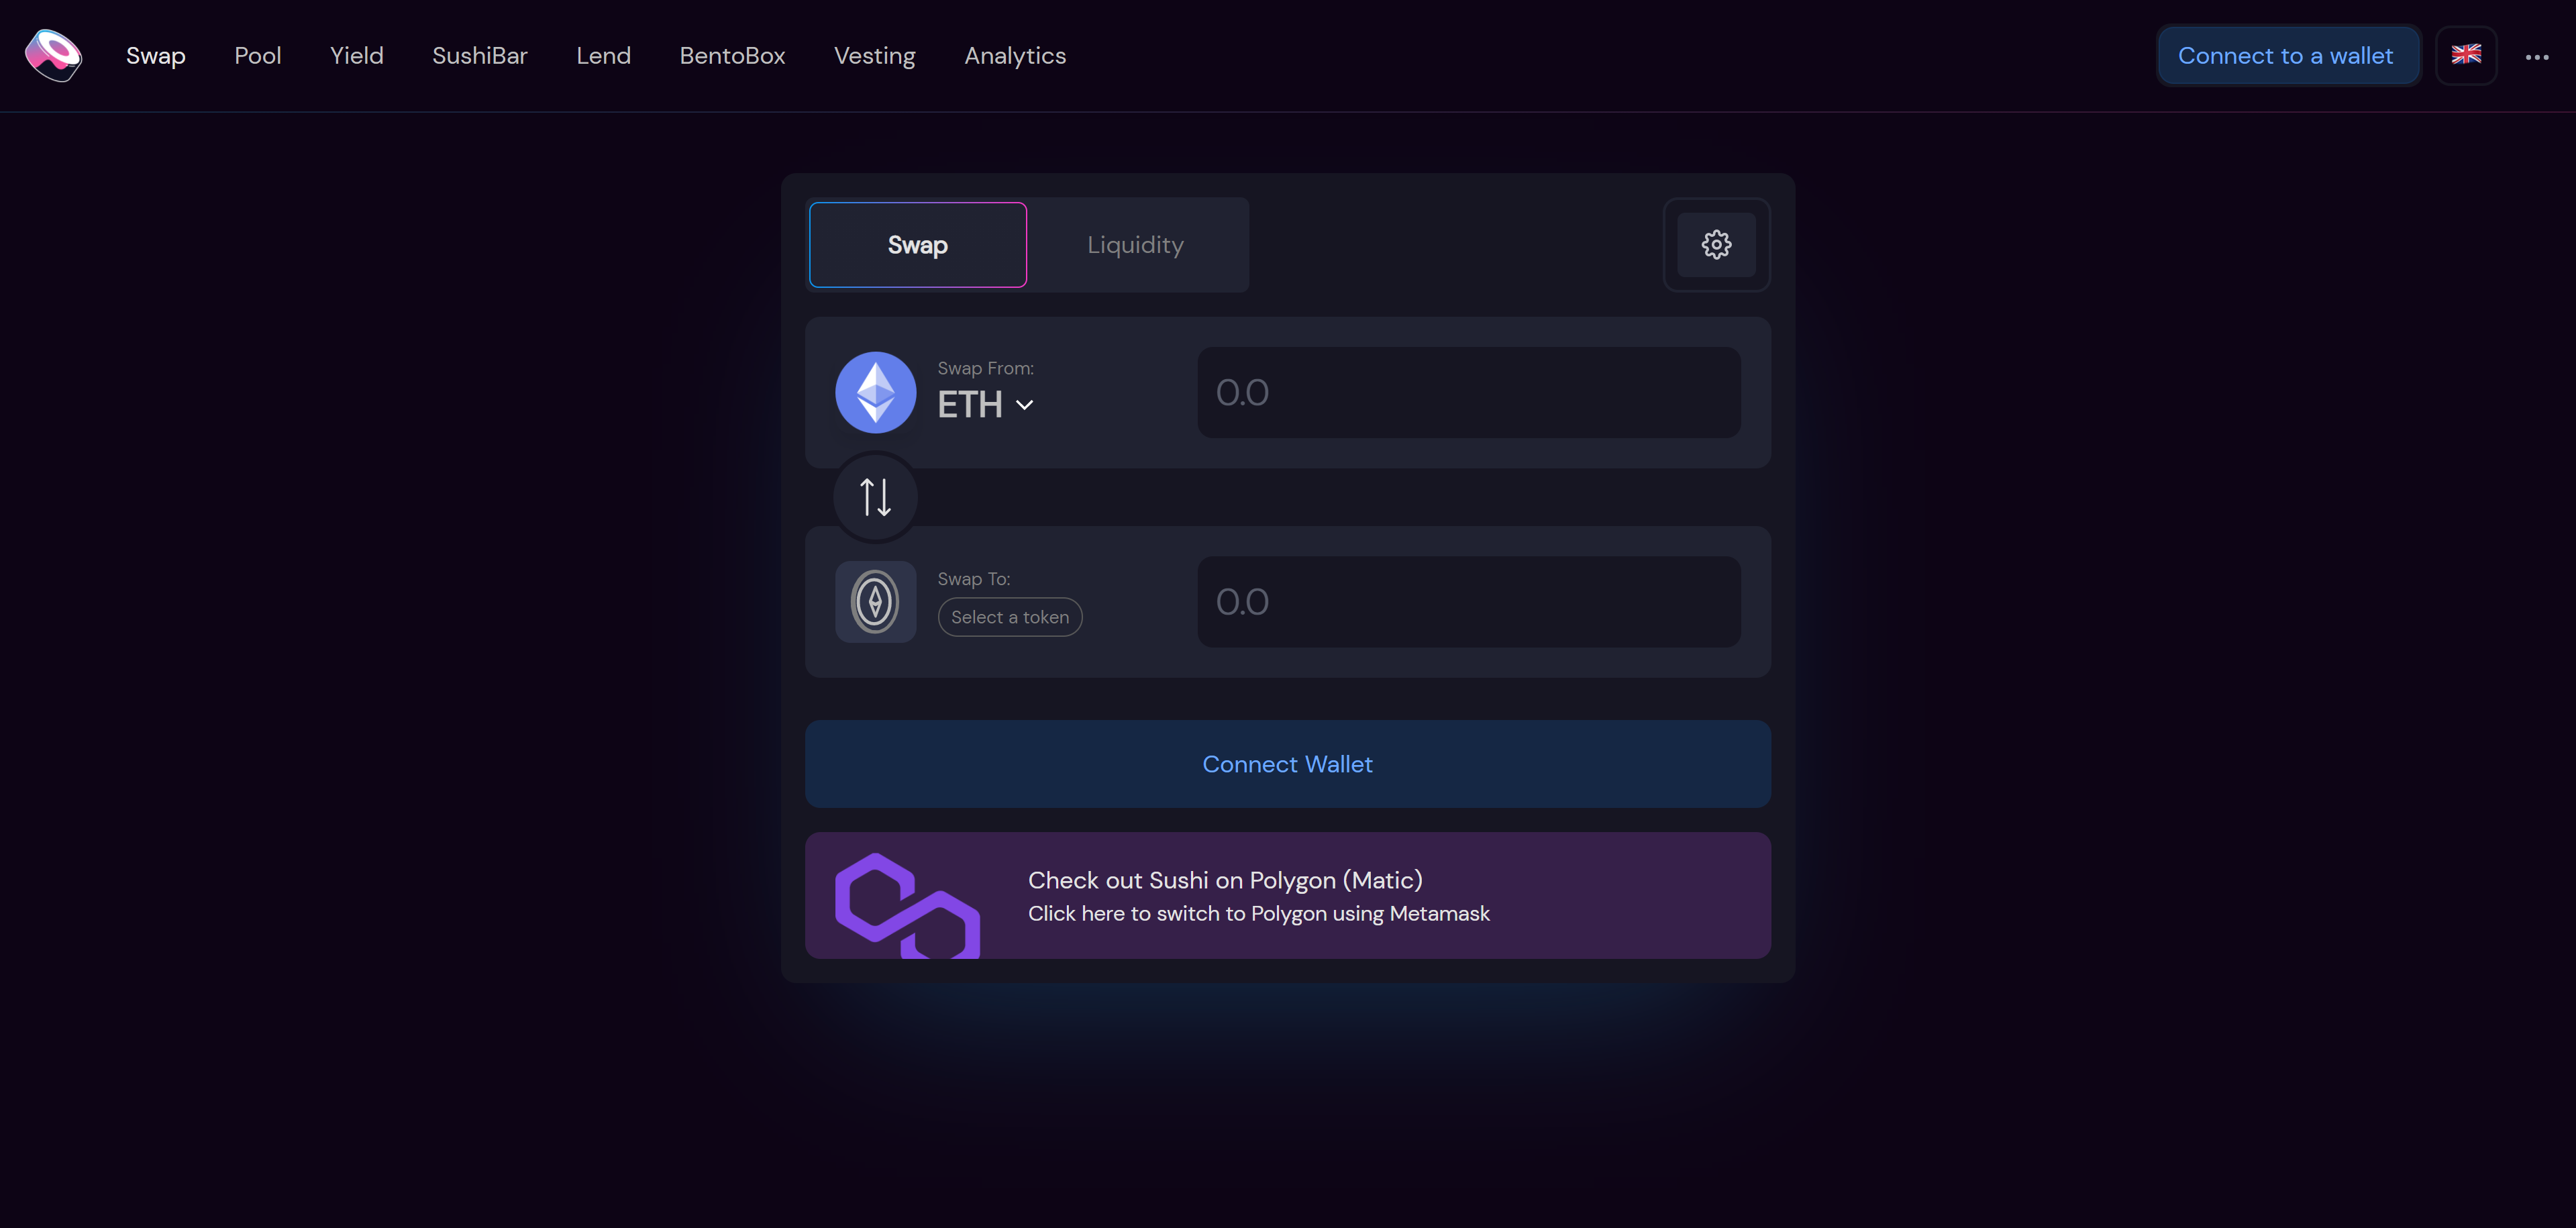 Swap Pool Yield SushiBar Lend BentoBox Vesting Analytics Connect to a wallet
Swap Liquidity
Swap From:
ETH
0.0
Swap To:
Select a token
0.0
Connect Wallet
Check out Sushi on Polygon (Matic)
Click here to switch to Polygon using Metamask